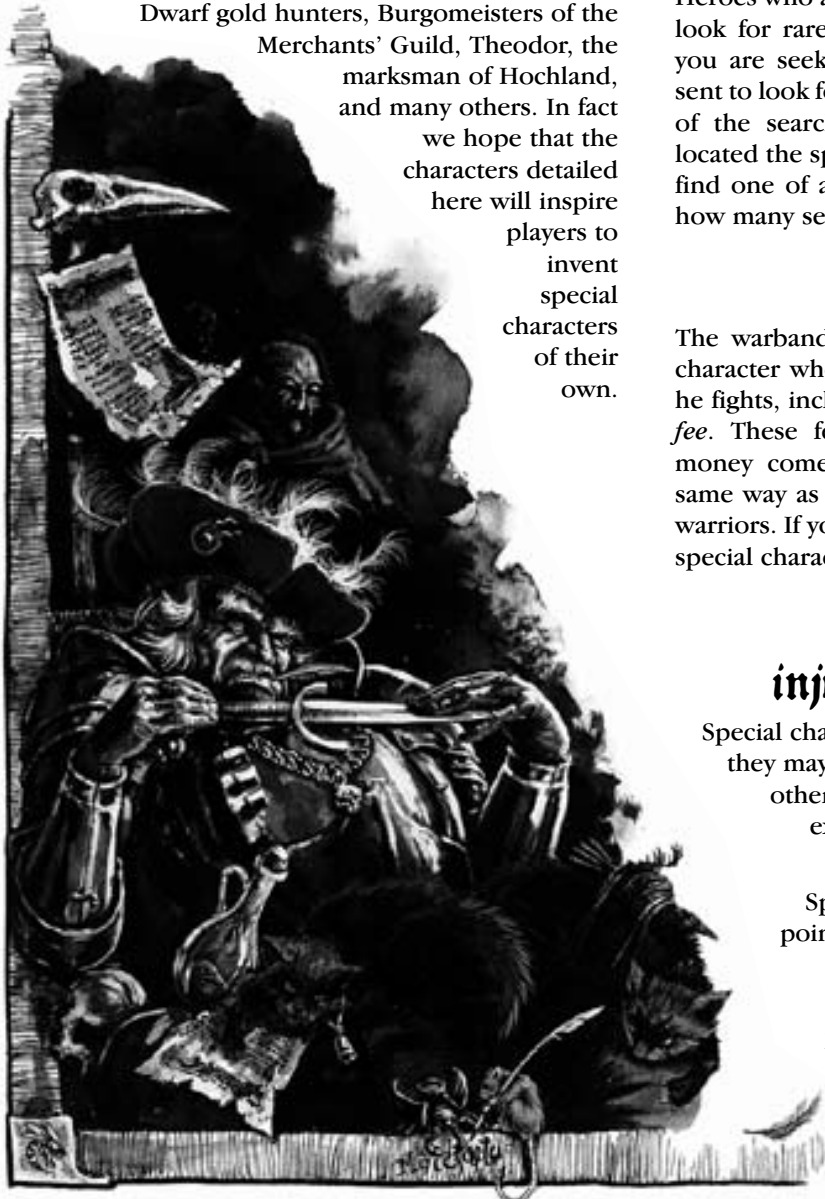 Dwarf gold hunters, Burgomeisters of the
Merchants’ Guild, Theodor, the
marksman of Hochland,
and many others. In fact
we hope that the
characters detailed
here will inspire
players to
invent
special
characters
of their
own.
look for rare
you are seek
sent to look fo
of the searc
located the sp
find one of a
how many se
The warband
character wh
he fights, incl
fee. These fe
money come
same way as
warriors. If yo
special charac
inj
Special cha
they may
other
ex
Sp
poin